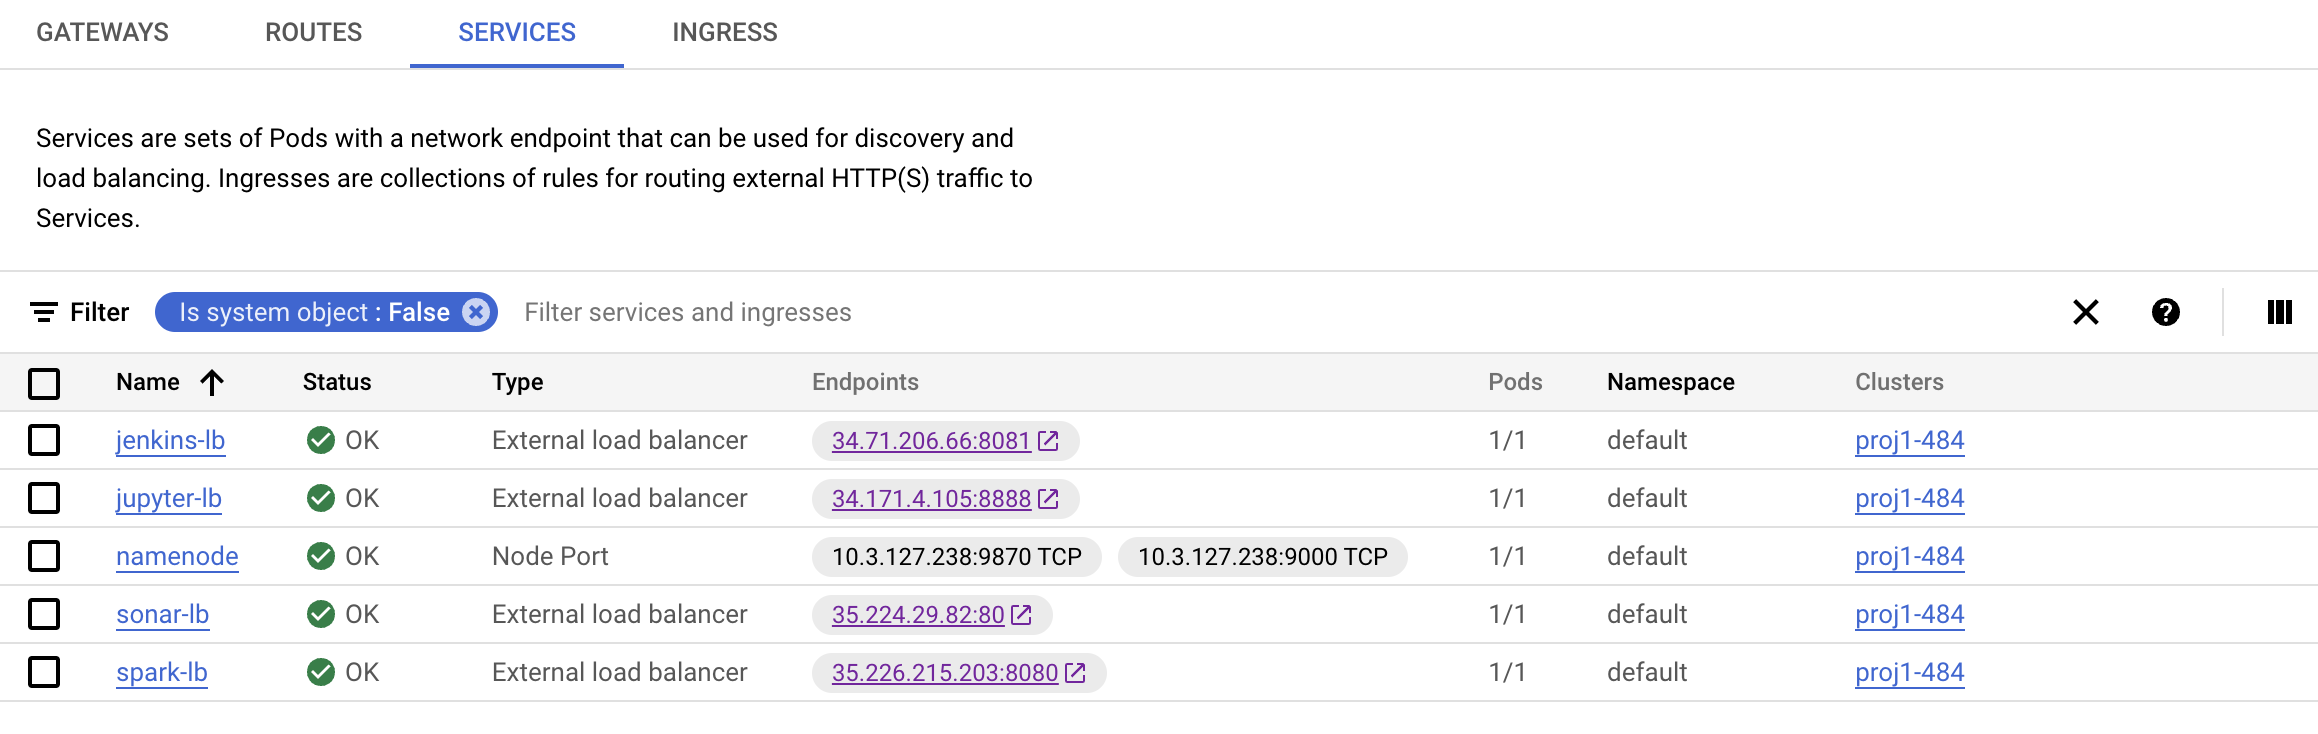 GATEWAYS ROUTES SERVICES INGRESS
Services are sets of Pods with a network endpoint that can be used for discovery and
load balancing. Ingresses are collections of rules for routing external HTTP(S) traffic to
Services.
Filter Is system object : False Filter services and ingresses
Name Status Type Endpoints Pods Namespace Clusters
jenkins-lb OK External load balancer 34.71.206.66:8081 1/1 default proj1-484
jupyter-lb OK External load balancer 34.171.4.105:8888 1/1 default proj1-484
namenode OK Node Port 10.3.127.238:9870 TCP 10.3.127.238:9000 TCP 1/1 default proj1-484
sonar-lb OK External load balancer 35.224.29.82:80 1/1 default proj1-484
spark-lb OK External load balancer 35.226.215.203:8080 1/1 default proj1-484